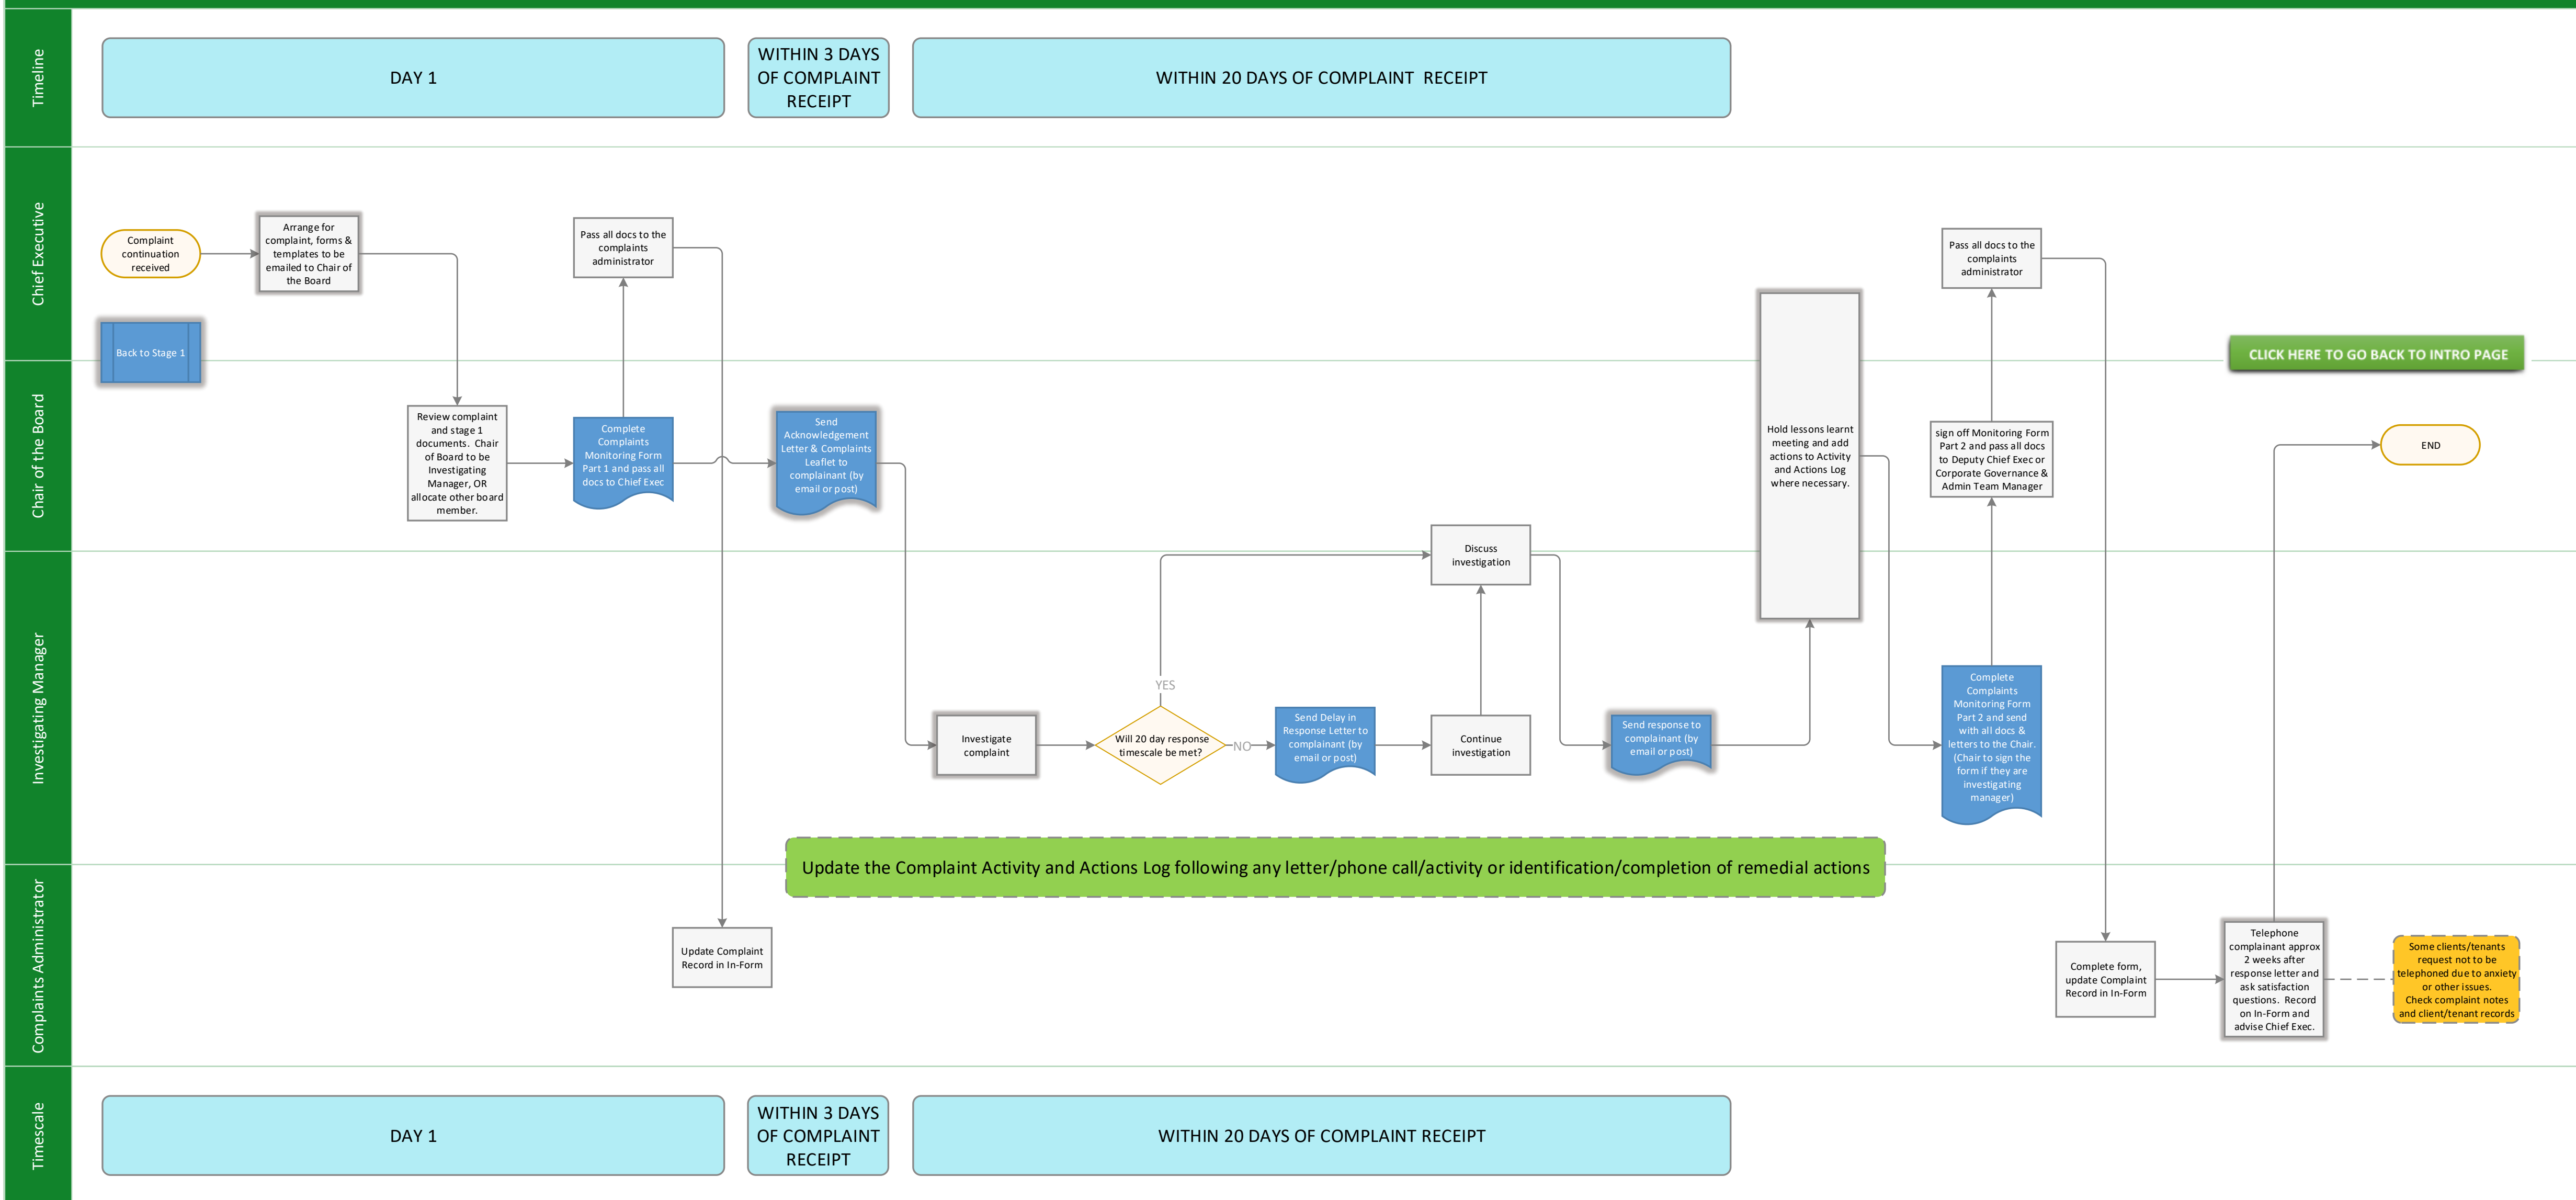 Timeline
DAY 1
WITHIN 3 DAYS
OF COMPLAINT
RECEIPT
WITHIN 20 DAYS OF COMPLAINT  RECEIPT
Chief Executive
Complaint
continuation
received
Arrange for
complaint, forms &
templates to be
emailed to Chair of
the Board
Pass all docs to the
complaints
administrator
Pass all docs to the
complaints
administrator
Back to Stage 1
CLICK HERE TO GO BACK TO INTRO PAGE
Chair of the Board
Review complaint
and stage 1
documents.  Chair
of Board to be
Investigating
Manager, OR
allocate other board
member.
Complete
Complaints
Monitoring Form
Part 1 and pass all
docs to Chief Exec
Send
Acknowledgement
Letter & Complaints
Leaflet to
complainant (by
email or post)
Hold lessons learnt
meeting and add
actions to Activity
and Actions Log
where necessary.
sign off Monitoring Form
Part 2 and pass all docs
to Deputy Chief Exec or
Corporate Governance &
Admin Team Manager
END
Discuss
investigation
Investigating Manager
YES
Investigate
complaint
Will 20 day response
timescale be met?
NO
Send Delay in
Response Letter to
complainant (by
email or post)
Continue
investigation
Send response to
complainant (by
email or post)
Complete
Complaints
Monitoring Form
Part 2 and send
with all docs &
letters to the Chair.
(Chair to sign the
form if they are
investigating
manager)
Update the Complaint Activity and Actions Log following any letter/phone call/activity or identification/completion of remedial actions
Complaints Administrator
Update Complaint
Record in In-Form
Complete form,
update Complaint
Record in In-Form
Telephone
complainant approx
2 weeks after
response letter and
ask satisfaction
questions.  Record
on In-Form and
advise Chief Exec.
Some clients/tenants
request not to be
telephoned due to anxiety
or other issues.
Check complaint notes
and client/tenant records
Timescale
DAY 1
WITHIN 3 DAYS
OF COMPLAINT
RECEIPT
WITHIN 20 DAYS OF COMPLAINT RECEIPT